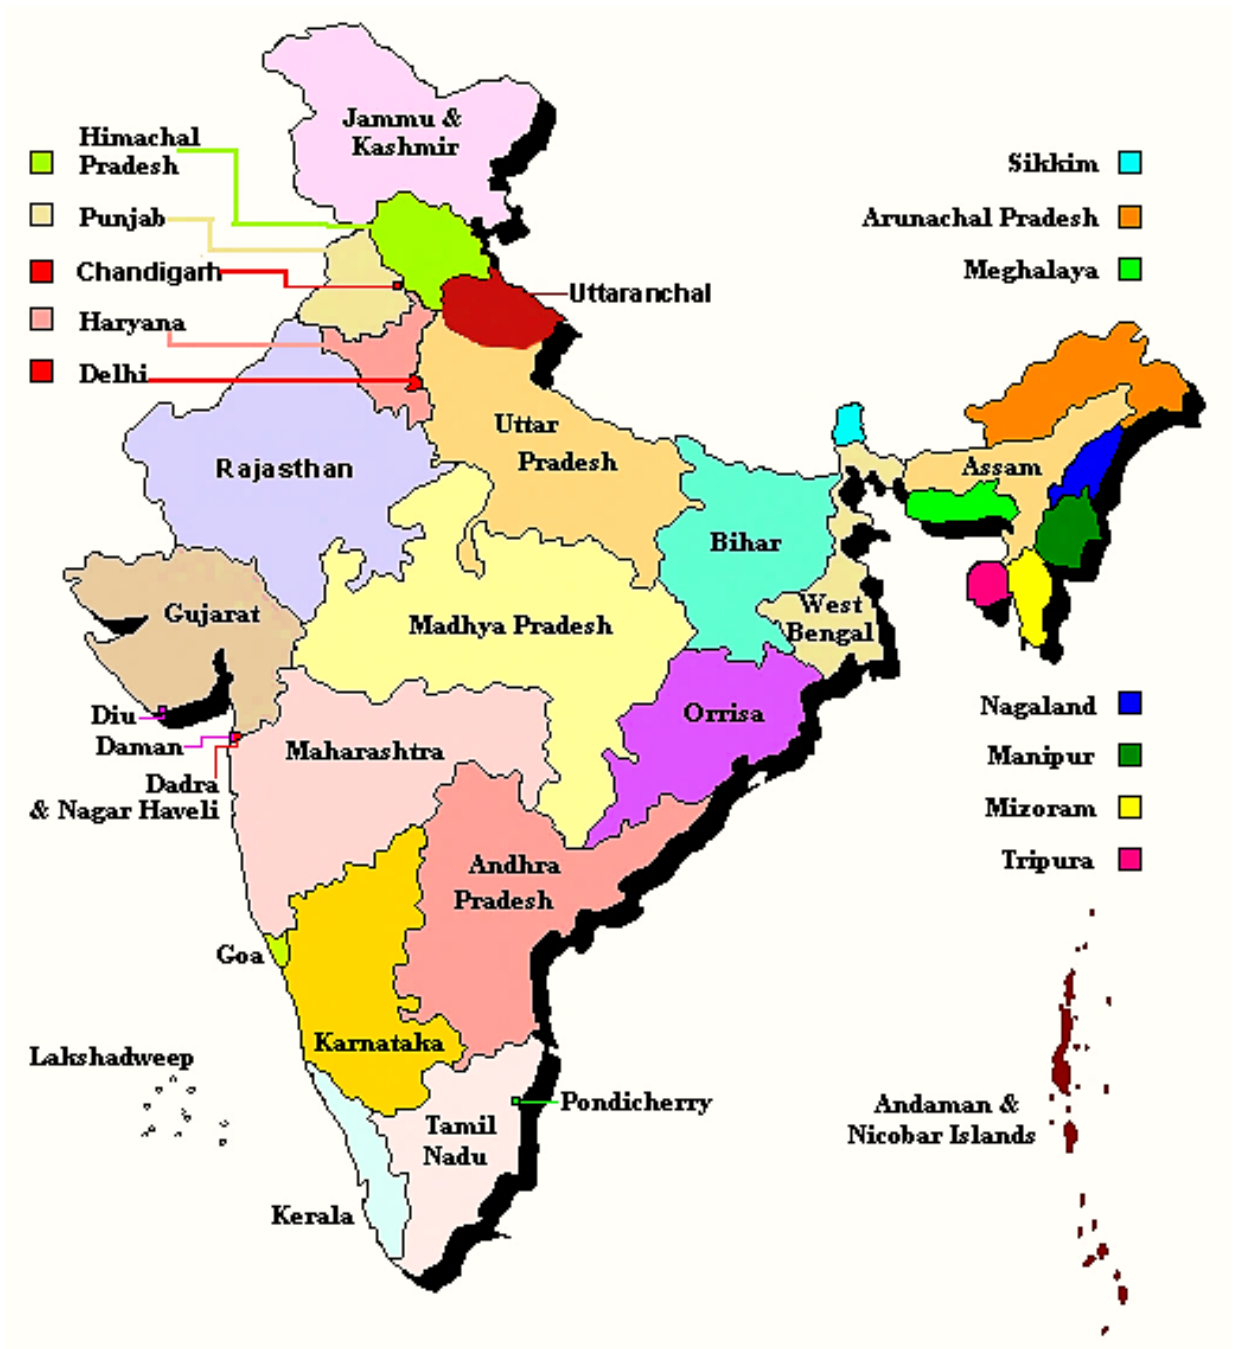 Jammu &
Kashmir
Himachal
Pradesh
Punjab
Chandigarh
Haryana
Delhi
Uttaranchal
Sikkim
Arunachal Pradesh
Meghalaya
Uttar
Pradesh
Rajasthan
Assam
Bihar
Gujarat
Madhya Pradesh
West
Bengal
Diu
Daman
Dadra
& Nagar Haveli
Maharashtra
Orrisa
Nagaland
Manipur
Mizoram
Tripura
Andhra
Pradesh
Goa
Karnataka
Lakshadweep
Pondicherry
Tamil
Nadu
Andaman &
Nicobar Islands
Kerala